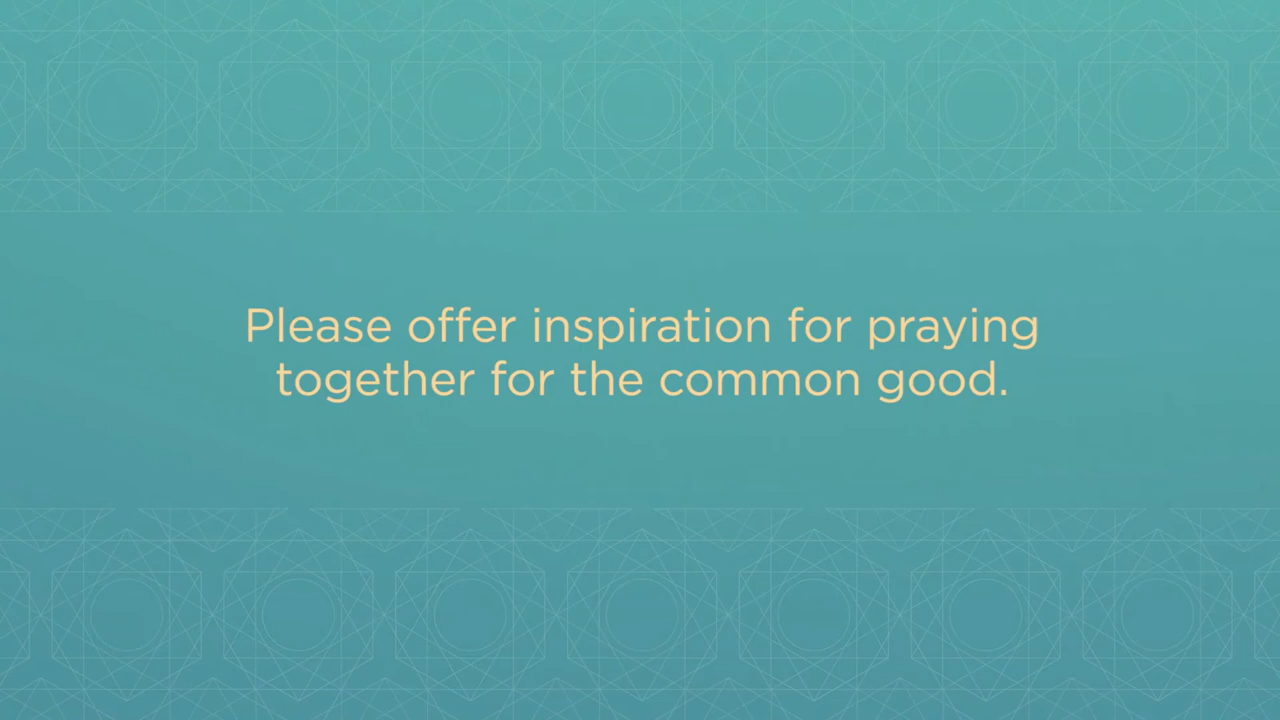 Please offer inspiration for praying
together for the common good.